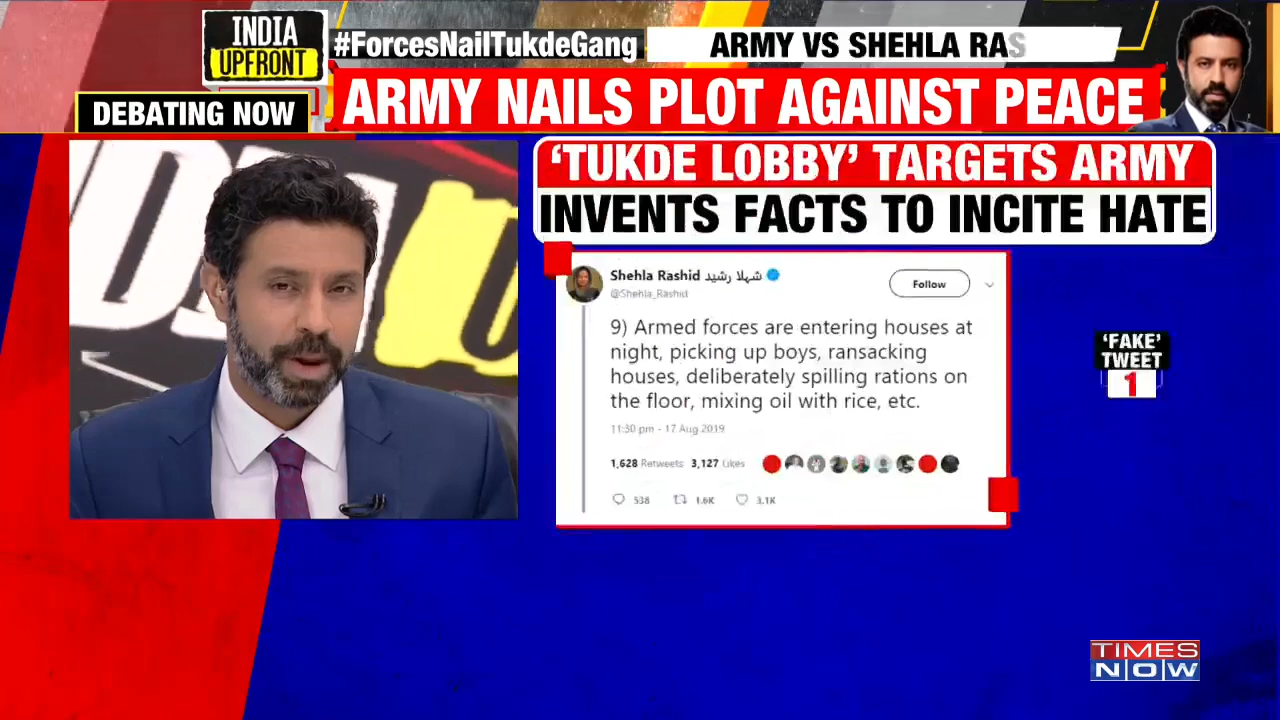 INDIA
UPFRONT
#ForcesNailTukdeGang
ARMY VS SHEHLA RAS
DEBATING NOW
ARMY NAILS PLOT AGAINST PEACE
‘TUKDE LOBBY’ TARGETS ARMY
INVENTS FACTS TO INCITE HATE
Shehla Rashid شہلا رشید
@Shehla_Rashid
Follow
9) Armed forces are entering houses at
night, picking up boys, ransacking
houses, deliberately spilling rations on
the floor, mixing oil with rice, etc.
11:30 pm - 17 Aug 2019
1,628 Retweets 3,127 Likes
538 1.6K 3.1K
‘FAKE’
TWEET
1
TIMES
NOW